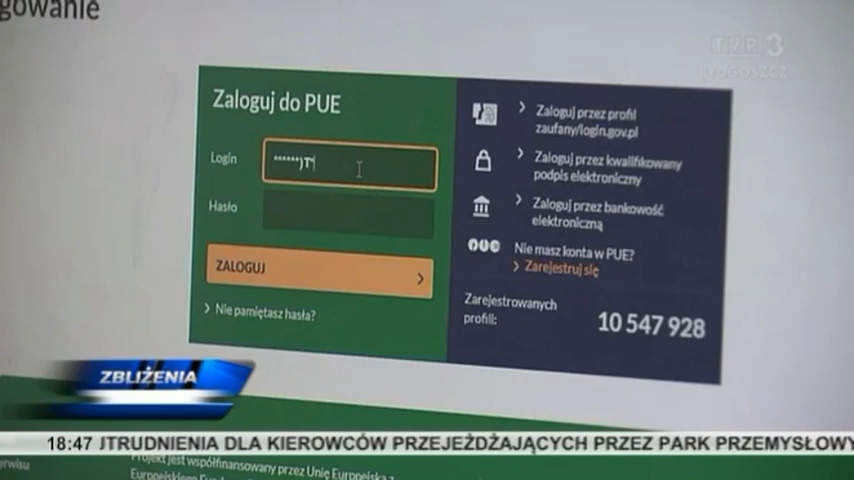 gowanie
TVP 3
BYDGOSZCZ
Zaloguj do PUE
Login
******)T*
Hasło
ZALOGUJ
Nie pamiętasz hasła?
Zaloguj przez profil
zaufany/login.gov.pl
Zaloguj przez kwalifikowany
podpis elektroniczny
Zaloguj przez bankowość
elektroniczną
Nie masz konta w PUE?
Zarejestruj się
Zarejestrowanych
profili:
10 547 928
ZBLIŻENIA
18:47 UTRUDNIENIA DLA KIEROWCÓW PRZEJEŻDŻAJĄCYCH PRZEZ PARK PRZEMYSŁOWY
erwisu
Projekt jest współfinansowany przez Unię Europejską z
Europejskiego